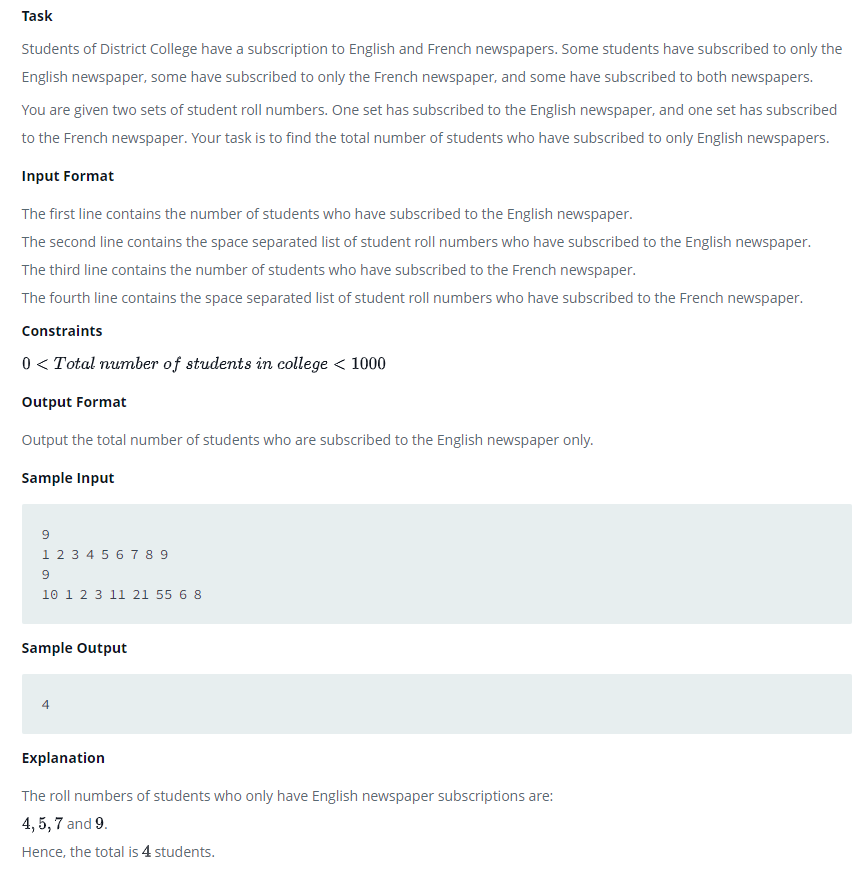 Task
Students of District College have a subscription to English and French newspapers. Some students have subscribed to only the
English newspaper, some have subscribed to only the French newspaper, and some have subscribed to both newspapers.
You are given two sets of student roll numbers. One set has subscribed to the English newspaper, and one set has subscribed
to the French newspaper. Your task is to find the total number of students who have subscribed to only English newspapers.
Input Format
The first line contains the number of students who have subscribed to the English newspaper.
The second line contains the space separated list of student roll numbers who have subscribed to the English newspaper.
The third line contains the number of students who have subscribed to the French newspaper.
The fourth line contains the space separated list of student roll numbers who have subscribed to the French newspaper.
Constraints
0 < Total number of students in college < 1000
Output Format
Output the total number of students who are subscribed to the English newspaper only.
Sample Input
9
1 2 3 4 5 6 7 8 9
9
10 1 2 3 11 21 55 6 8
Sample Output
4
Explanation
The roll numbers of students who only have English newspaper subscriptions are:
4, 5, 7 and 9.
Hence, the total is 4 students.